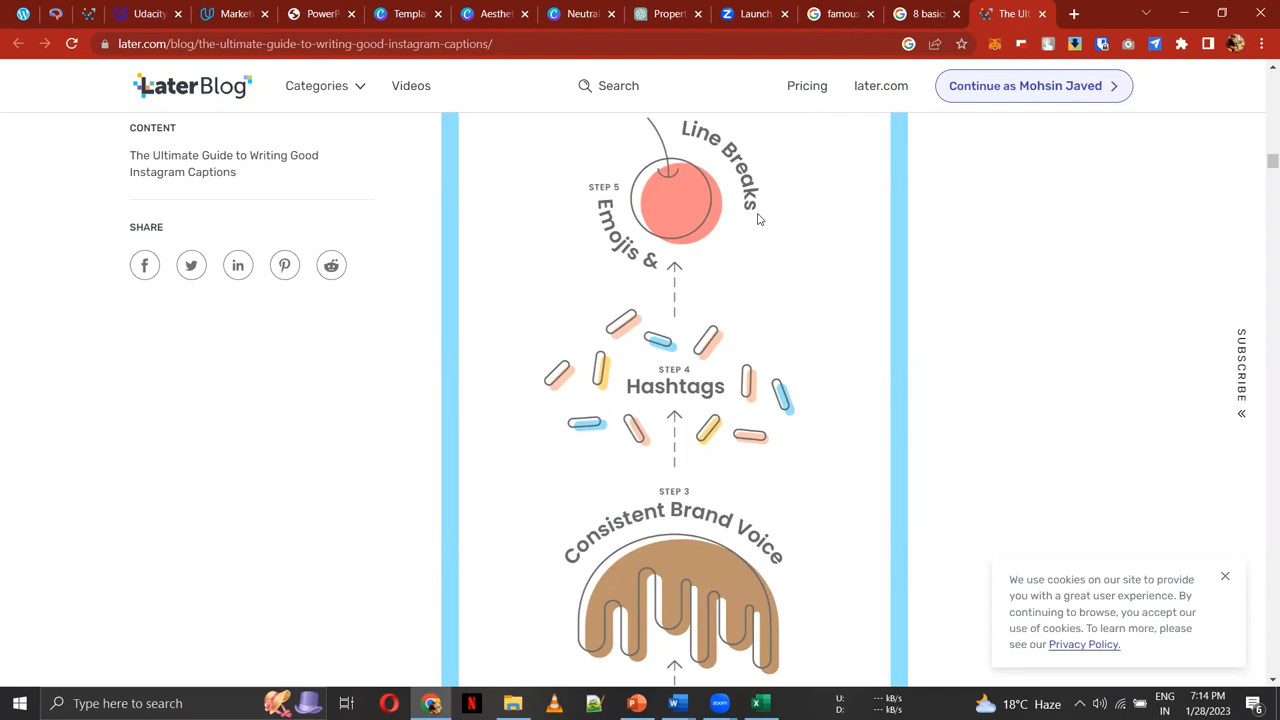 Udacity
Market
PowerP
Templa
Aesthe
Neutral
Propert
Launch
famous
8 basic
The Ult
later.com/blog/the-ultimate-guide-to-writing-good-instagram-captions/
LaterBlog
Categories
Videos
Search
Pricing
later.com
Continue as Mohsin Javed
CONTENT
The Ultimate Guide to Writing Good
Instagram Captions
SHARE
STEP 5
Emojis &
Line Breaks
STEP 4
Hashtags
STEP 3
Consistent Brand Voice
SUBSCRIBE
We use cookies on our site to provide
you with a great user experience. By
continuing to browse, you accept our
use of cookies. To learn more, please
see our Privacy Policy.
Type here to search
U: --- kB/s
D: --- kB/s
18°C Haze
ENG
IN
7:14 PM
1/28/2023
6